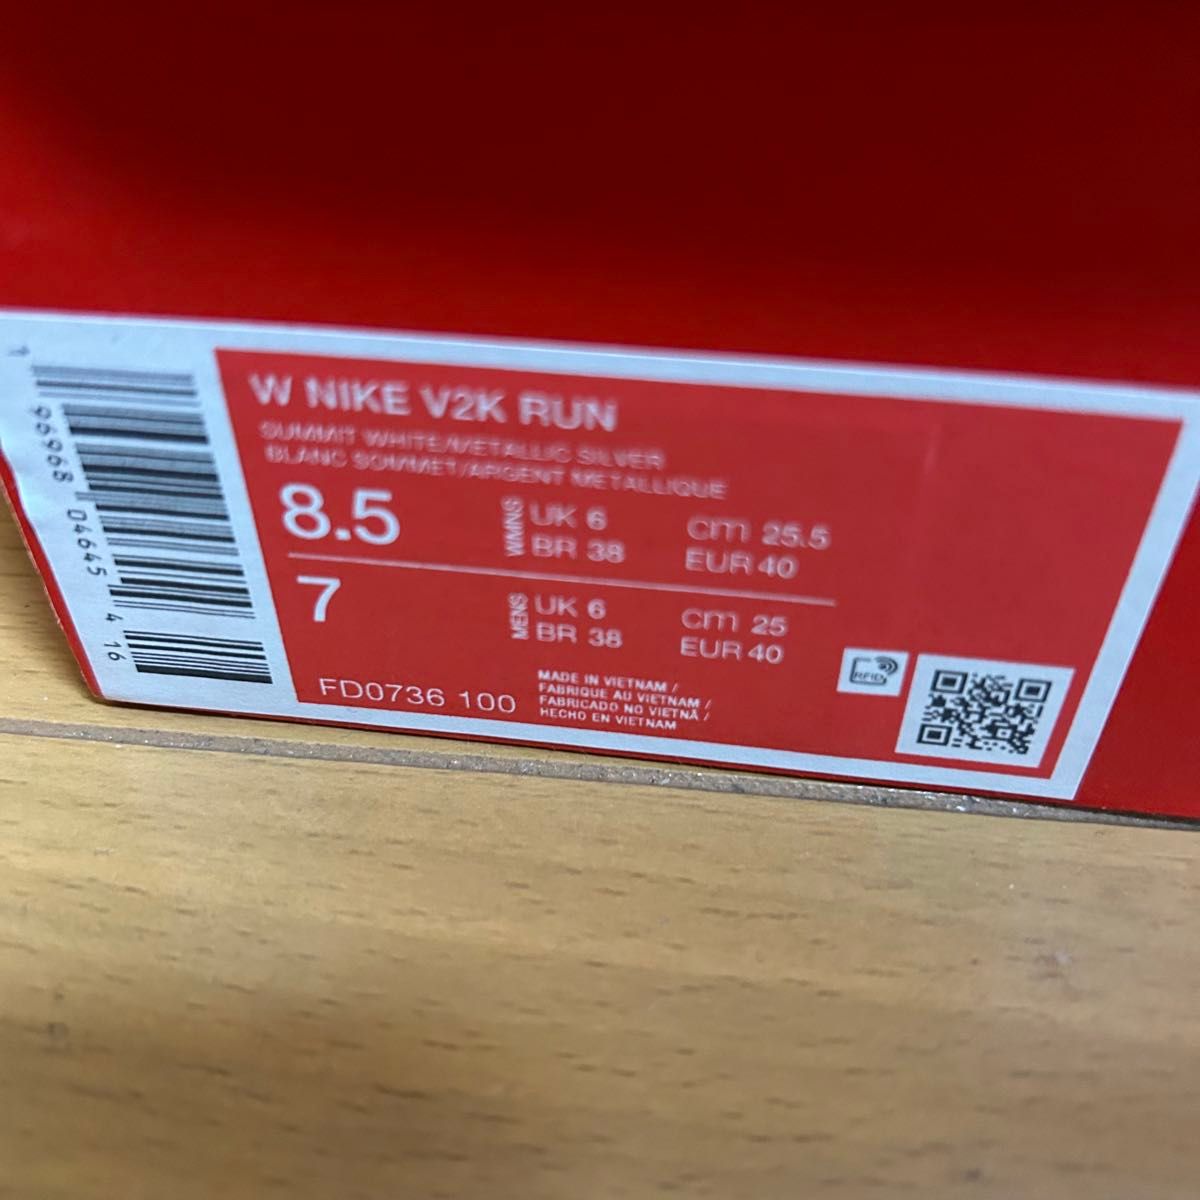 W NIKE V2K RUN
SUMMIT WHITE/METALLIC SILVER
BLANC SOMMET/ARGENT METALLIQUE
8.5 WMNS UK 6 cm 25.5
BR 38 EUR 40
7 MENS UK 6 cm 25
BR 38 EUR 40
FD0736 100
MADE IN VIETNAM /
FABRIQUE AU VIETNAM /
FABRICADO NO VIETNÃ /
HECHO EN VIETNAM
RFID
1 96968 04645 4 16